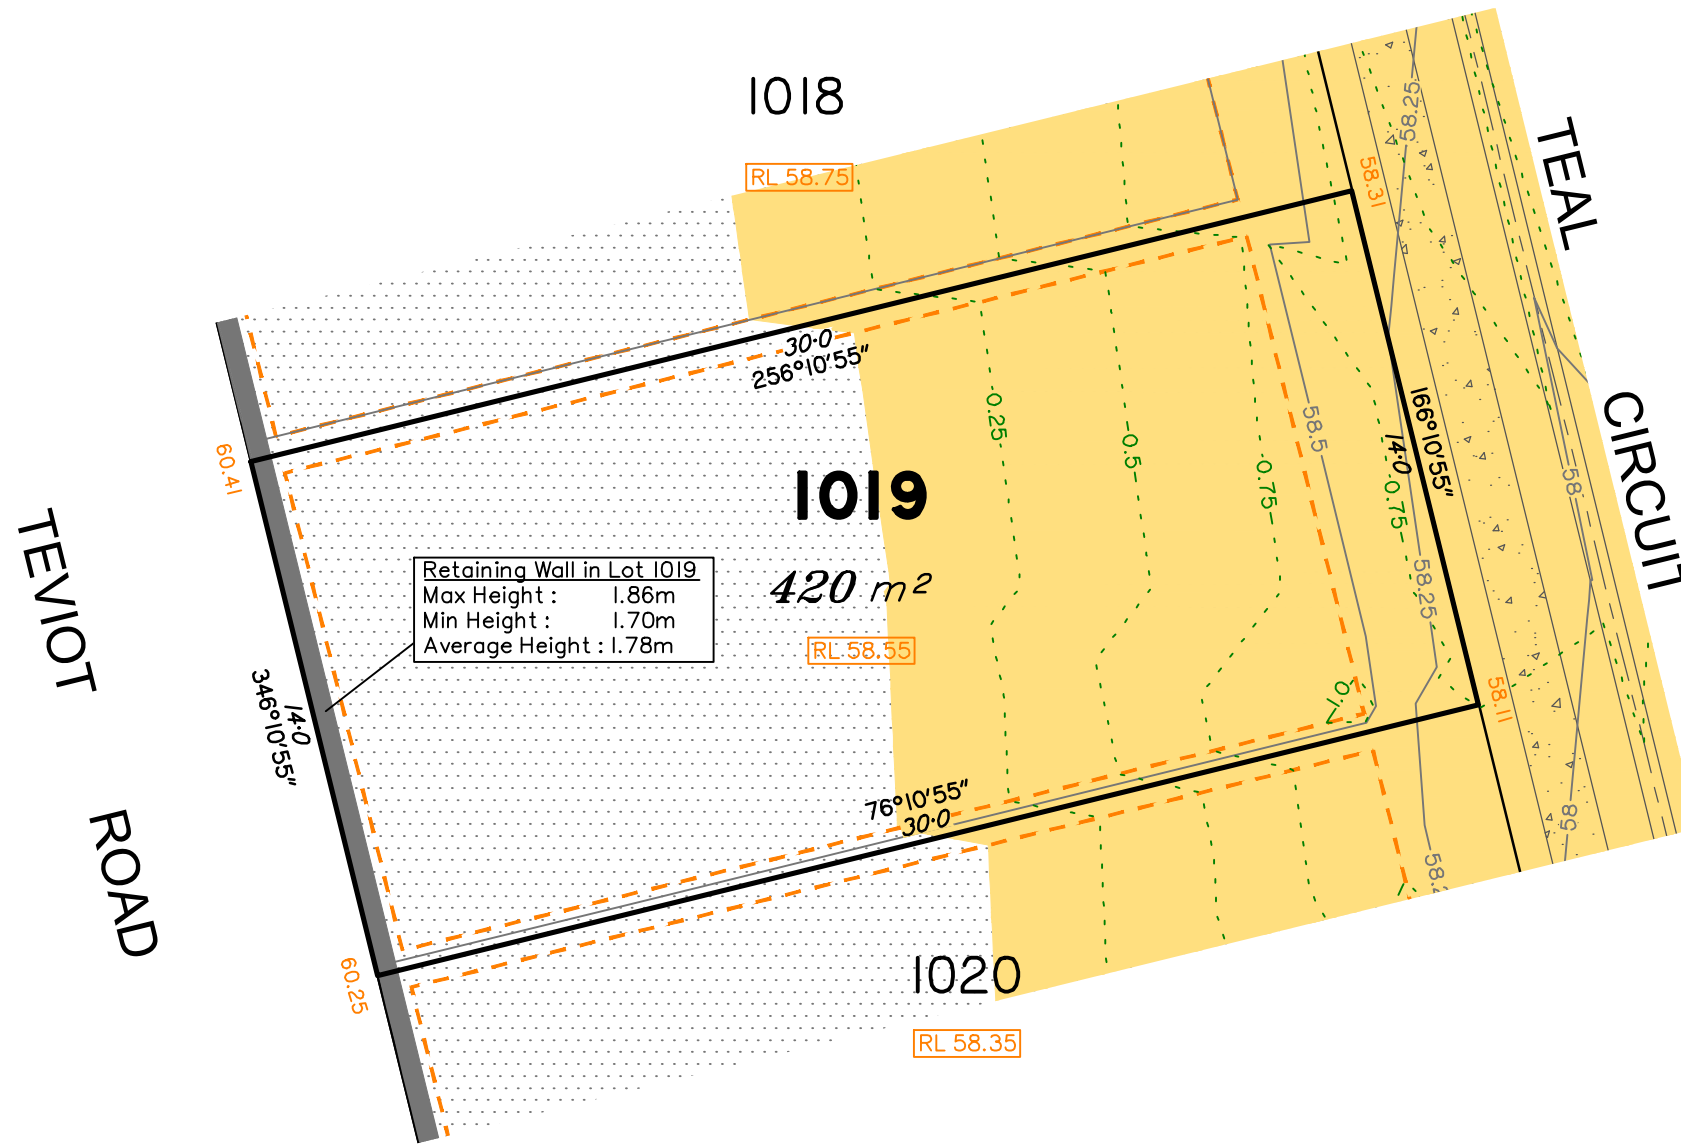 1018
RL 58.75
58.25
TEAL
58.31
30·0
256°10'55"
60.41
0.25
0.5
0.75
58.5
14·0
166°10'55"
0.75
58
CIRCUIT
1019
420 m²
RL 58.55
TEVIOT
Retaining Wall in Lot 1019
Max Height : 1.86m
Min Height : 1.70m
Average Height : 1.78m
58.25
14·0
346°10'55"
1.0
58.11
76°10'55"
30·0
58
ROAD
60.25
1020
RL 58.35